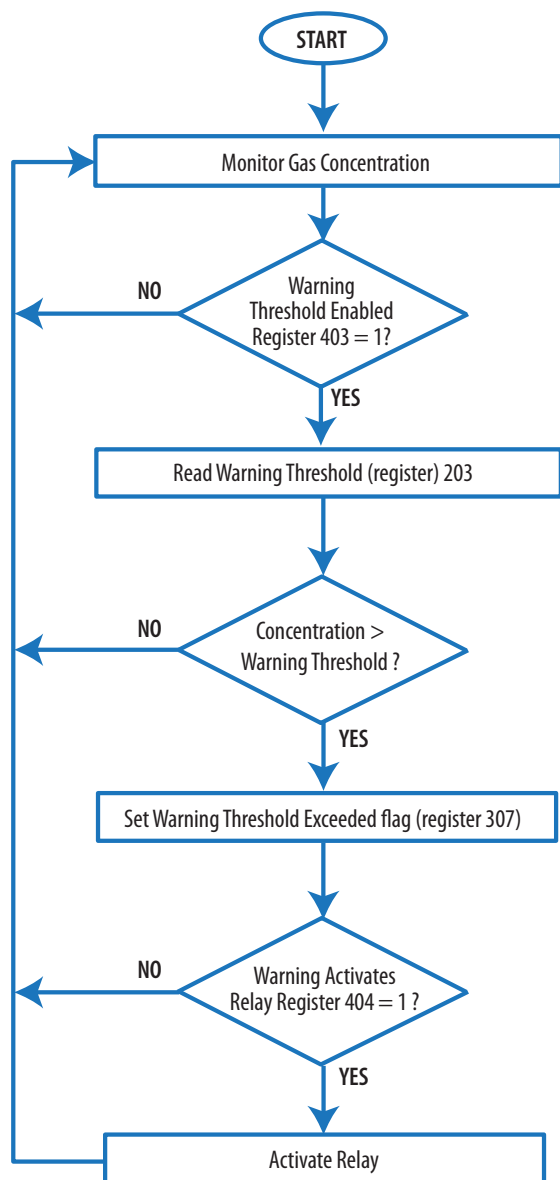 START
Monitor Gas Concentration
Warning
Threshold Enabled
Register 403 = 1?
NO
YES
Read Warning Threshold (register) 203
Concentration >
Warning Threshold ?
NO
YES
Set Warning Threshold Exceeded flag (register 307)
Warning Activates
Relay Register 404 = 1 ?
NO
YES
Activate Relay